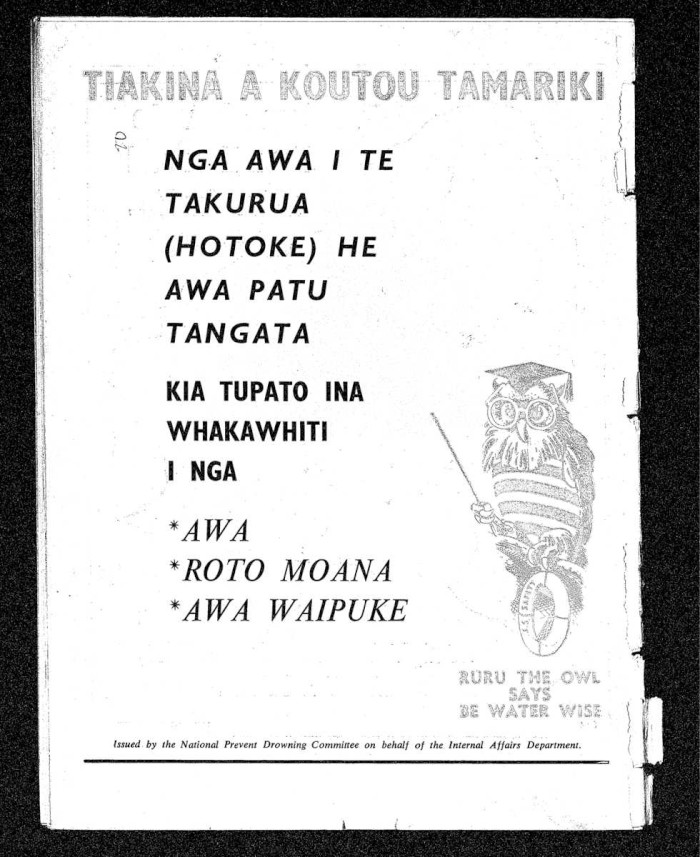 TIAKINA A KOUTOU TAMARIKI
NGA AWA I TE
TAKURUA
(HOTOKE) HE
AWA PATU
TANGATA
KIA TUPATO INA
WHAKAWHITI
I NGA
*AWA
*ROTO MOANA
*AWA WAIPUKE
RURU THE OWL
SAYS
BE WATER WISE
Issued by the National Prevent Drowning Committee on behalf of the Internal Affairs Department.